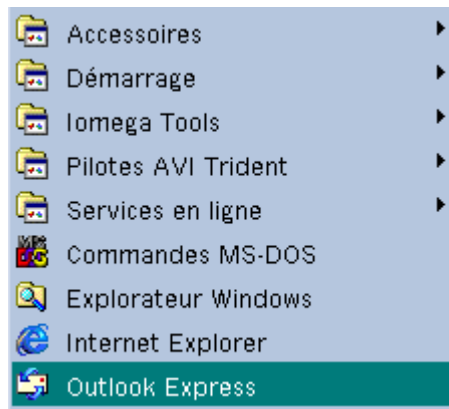 Accessoires
Démarrage
Iomega Tools
Pilotes AVI Trident
Services en ligne
Commandes MS-DOS
Explorateur Windows
Internet Explorer
Outlook Express